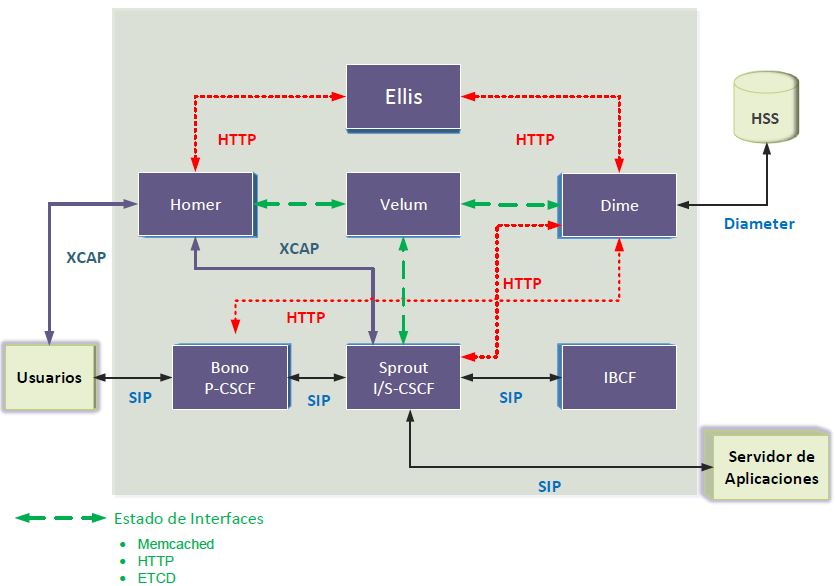 Ellis
HSS
HTTP
HTTP
Homer
Velum
Dime
Diameter
XCAP
XCAP
HTTP
HTTP
Usuarios
Bono
P-CSCF
Sprout
I/S-CSCF
IBCF
SIP
SIP
SIP
Servidor de
Aplicaciones
SIP
Estado de Interfaces
• Memcached
• HTTP
• ETCD